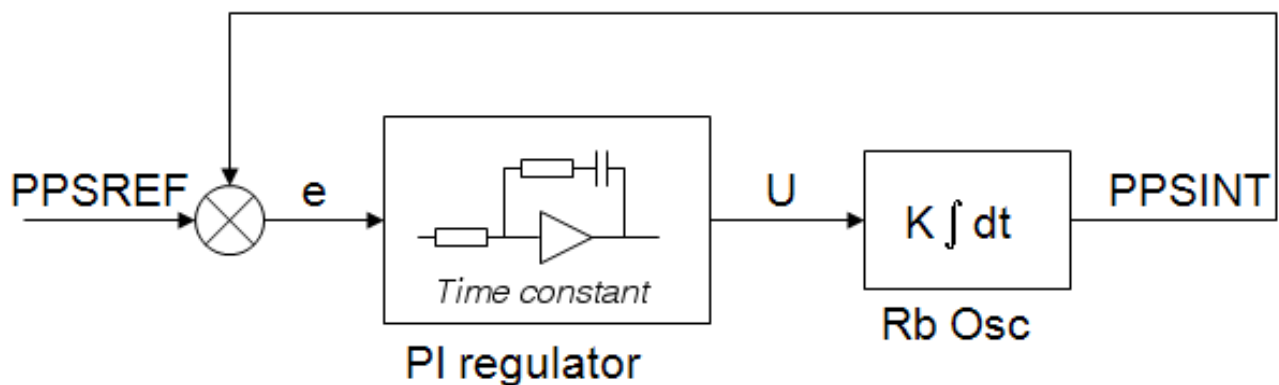 PPSREF
e
U
PPSINT
K ∫ dt
Time constant
Rb Osc
PI regulator